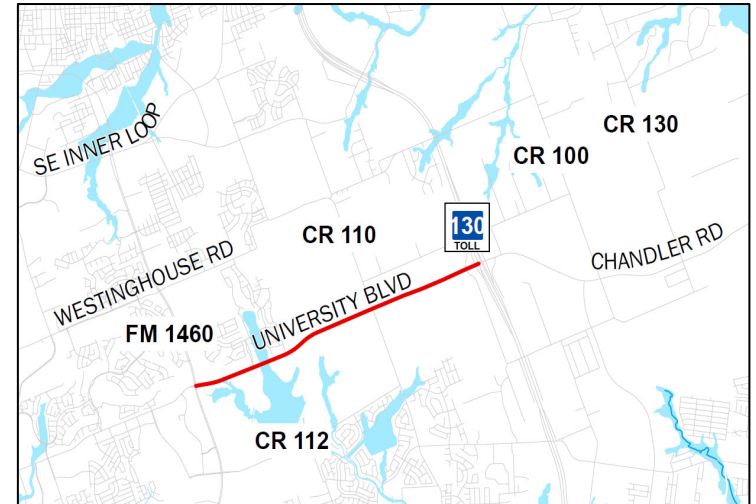 SE INNER LOOP
CR 130
CR 100
CR 110
130
TOLL
WESTINGHOUSE RD
CHANDLER RD
UNIVERSITY BLVD
FM 1460
CR 112